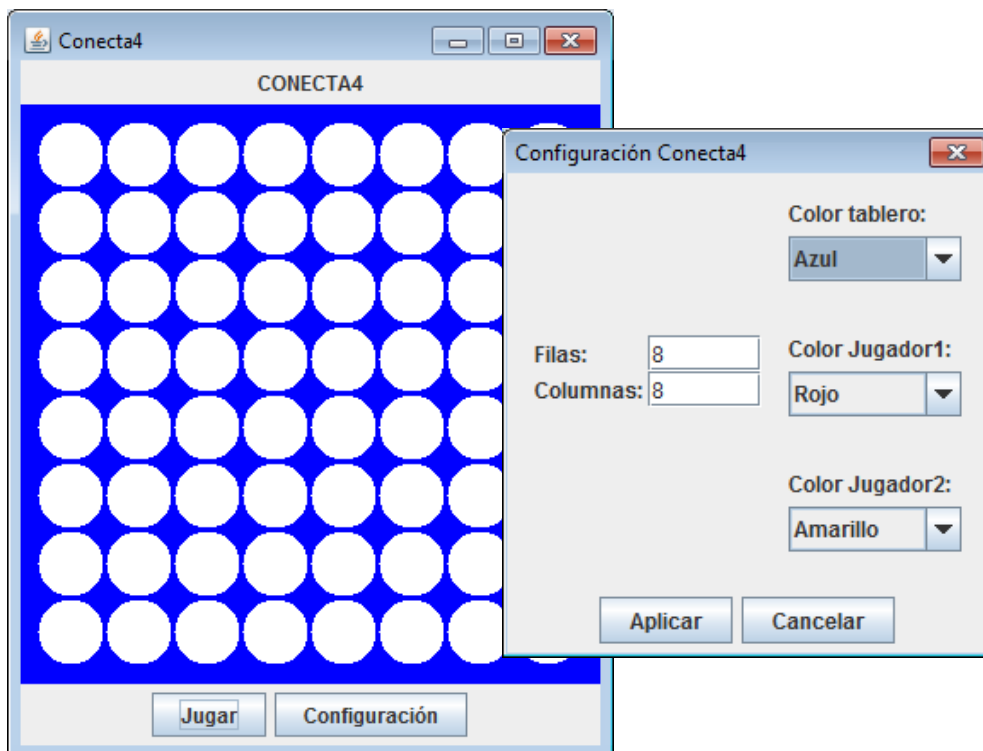 Conecta4
CONECTA4
Jugar
Configuración
Configuración Conecta4
Filas:
8
Columnas:
8
Color tablero:
Azul
Color Jugador1:
Rojo
Color Jugador2:
Amarillo
Aplicar
Cancelar